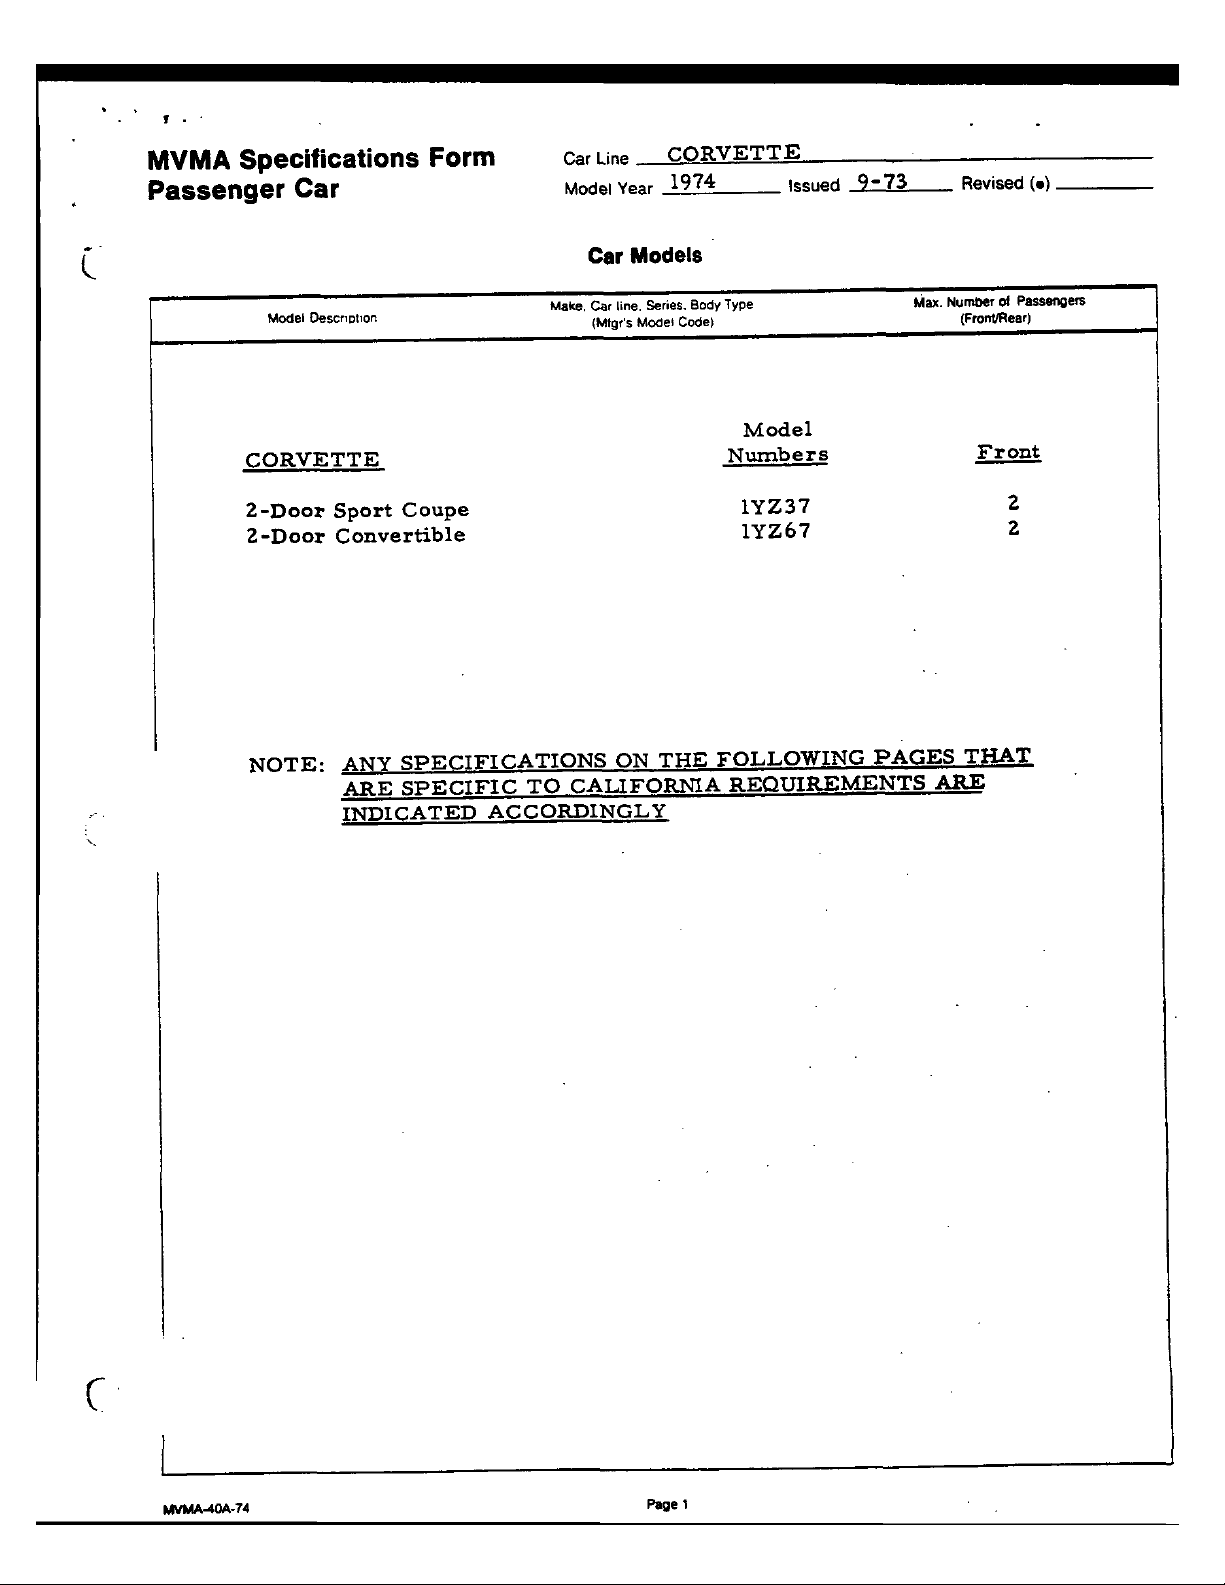 MVMA Specifications Form
Passenger Car
Car Line CORVETTE
Model Year 1974 Issued 9-73 Revised (•)
Car Models
Model Description
Make, Car line, Series, Body Type
(Mfgr's Model Code)
Max. Number of Passengers
(Front/Rear)
CORVETTE
Model
Numbers
Front
2-Door Sport Coupe 1YZ37 2
2-Door Convertible 1YZ67 2
NOTE: ANY SPECIFICATIONS ON THE FOLLOWING PAGES THAT
ARE SPECIFIC TO CALIFORNIA REQUIREMENTS ARE
INDICATED ACCORDINGLY
MVMA-40A-74
Page 1